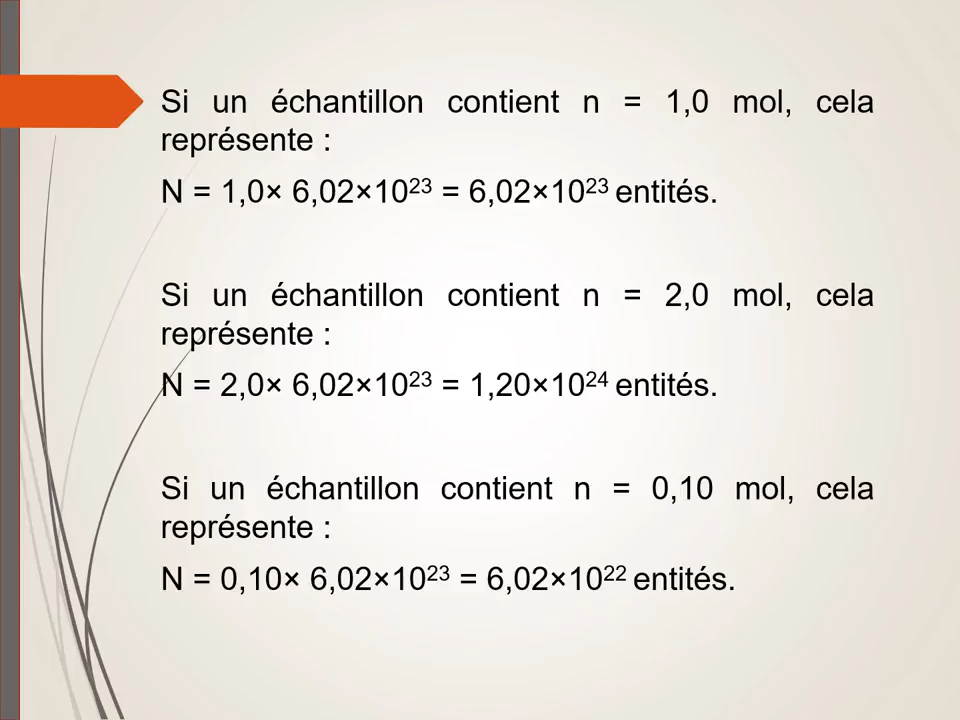 Si un échantillon contient n = 1,0 mol, cela
représente :
N = 1,0× 6,02×10²³ = 6,02×10²³ entités.
Si un échantillon contient n = 2,0 mol, cela
représente :
N = 2,0× 6,02×10²³ = 1,20×10²⁴ entités.
Si un échantillon contient n = 0,10 mol, cela
représente :
N = 0,10× 6,02×10²³ = 6,02×10²² entités.